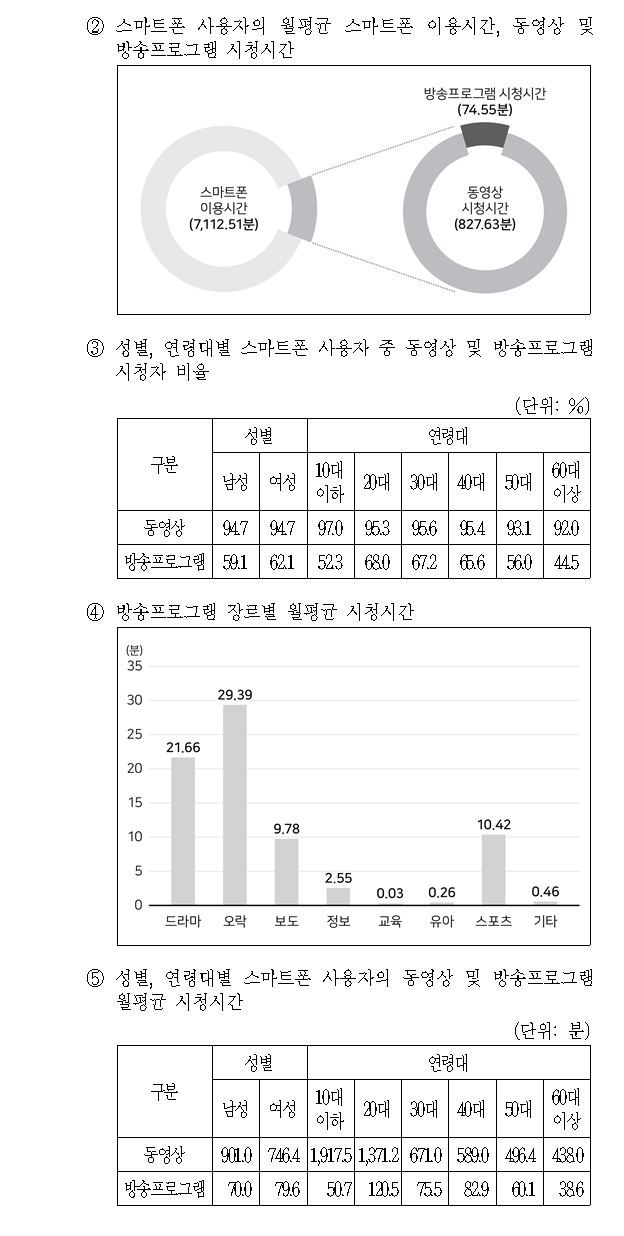 ② 스마트폰 사용자의 월평균 스마트폰 이용시간, 동영상 및
방송프로그램 시청시간
방송프로그램 시청시간
(74.55분)
스마트폰
이용시간
(7,112.51분)
동영상
시청시간
(827.63분)
③ 성별, 연령대별 스마트폰 사용자 중 동영상 및 방송프로그램
시청자 비율
(단위: %)
구분 성별 연령대
남성 여성 10대 이하 20대 30대 40대 50대 60대 이상
동영상 94.7 94.7 97.0 95.3 95.6 95.4 93.1 92.0
방송프로그램 59.1 62.1 52.3 68.0 67.2 65.6 56.0 44.5
④ 방송프로그램 장르별 월평균 시청시간
(분)
35
30
25
20
15
10
5
0
21.66
29.39
9.78
2.55
0.03
0.26
10.42
0.46
드라마 오락 보도 정보 교육 유아 스포츠 기타
⑤ 성별, 연령대별 스마트폰 사용자의 동영상 및 방송프로그램
월평균 시청시간
(단위: 분)
구분 성별 연령대
남성 여성 10대 이하 20대 30대 40대 50대 60대 이상
동영상 901.0 746.4 1,917.5 1,371.2 671.0 589.0 496.4 438.0
방송프로그램 70.0 79.6 50.7 120.5 75.5 82.9 60.1 38.6